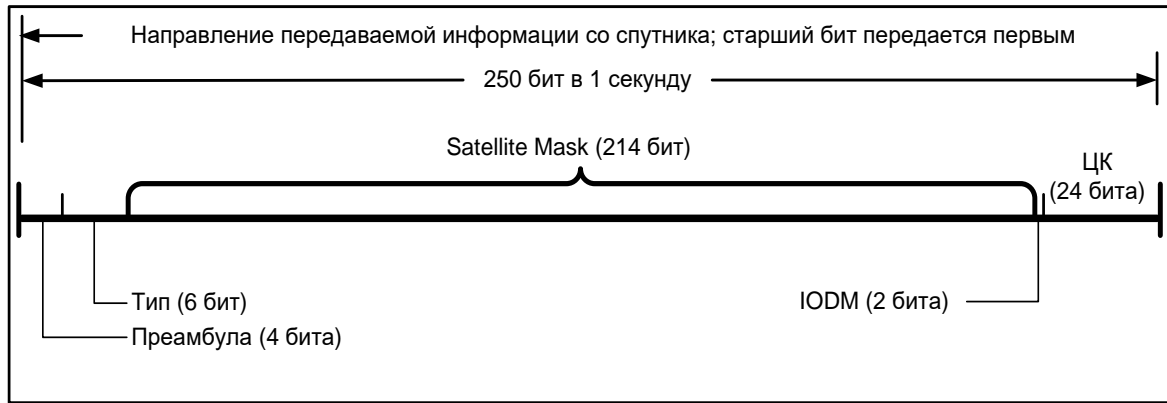 Направление передаваемой информации со спутника; старший бит передается первым
250 бит в 1 секунду
Satellite Mask (214 бит)
ЦК
(24 бита)
Тип (6 бит)
IODM (2 бита)
Преамбула (4 бита)